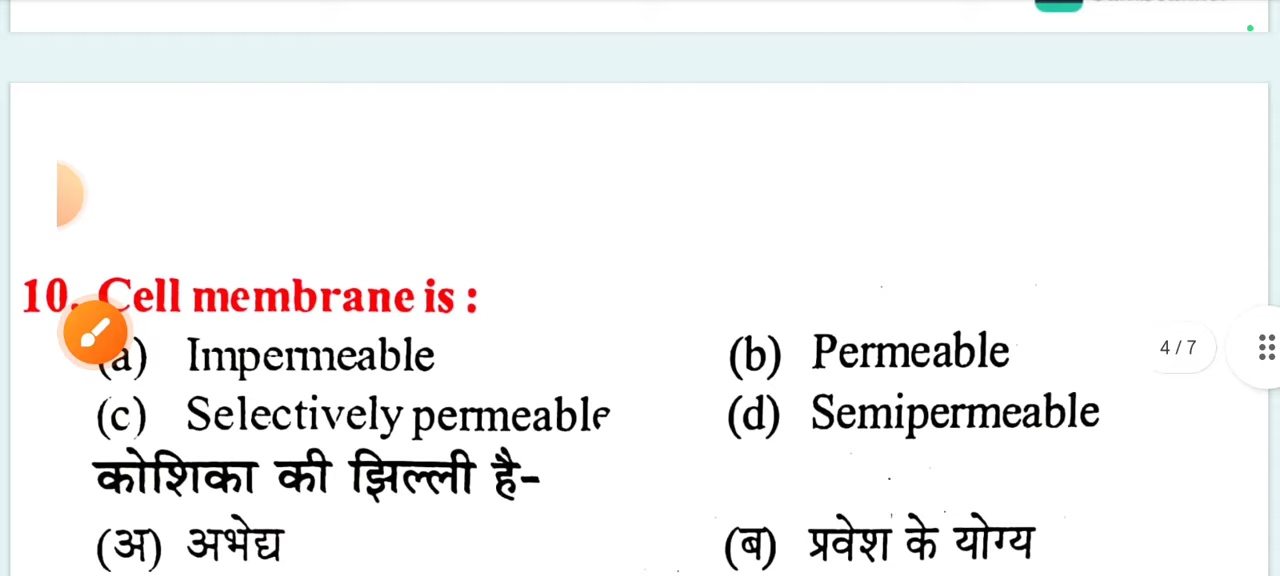 10. Cell membrane is :
(a) Impermeable (b) Permeable
(c) Selectively permeable (d) Semipermeable
कोशिका की झिल्ली है-
(अ) अभेद्य (ब) प्रवेश के योग्य
4 / 7